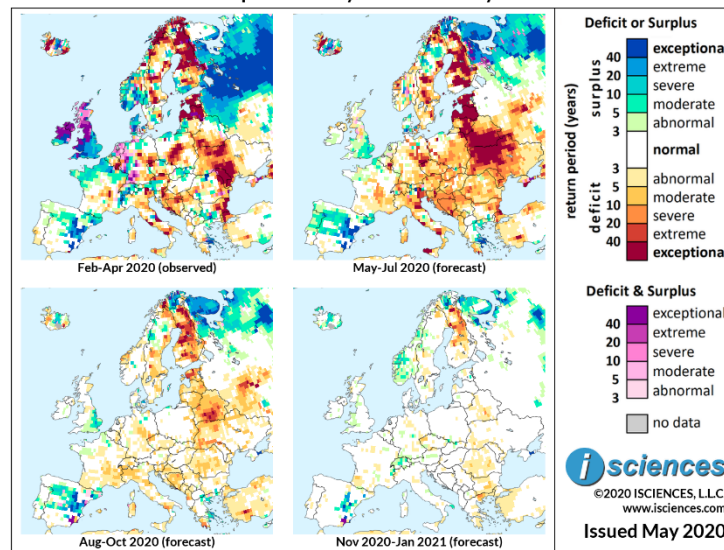 Feb-Apr 2020 (observed)
May-Jul 2020 (forecast)
Aug-Oct 2020 (forecast)
Nov 2020-Jan 2021 (forecast)
Deficit or Surplus
return period (years)
surplus
deficit
40
20
10
5
3
3
5
10
20
40
exceptional
extreme
severe
moderate
abnormal
normal
abnormal
moderate
severe
extreme
exceptional
Deficit & Surplus
40
20
10
5
3
exceptional
extreme
severe
moderate
abnormal
no data
i sciences
©2020 ISCIENCES, L.L.C
www.isciences.com
Issued May 2020